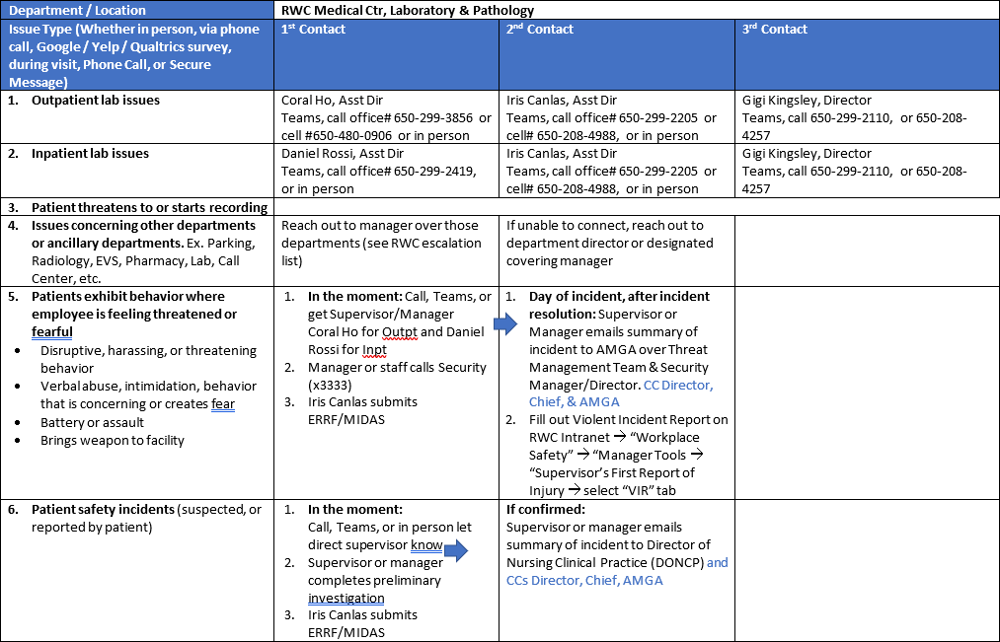 Department / Location
RWC Medical Ctr, Laboratory & Pathology
Issue Type (Whether in person, via phone
call, Google / Yelp / Qualtrics survey,
during visit, Phone Call, or Secure
Message)
1st Contact
2nd Contact
3rd Contact
1. Outpatient lab issues
Coral Ho, Asst Dir
Teams, call office# 650-299-3856 or
cell #650-480-0906 or in person
Iris Canlas, Asst Dir
Teams, call office# 650-299-2205 or
cell# 650-208-4988, or in person
Gigi Kingsley, Director
Teams, call 650-299-2110, or 650-208-
4257
2. Inpatient lab issues
Daniel Rossi, Asst Dir
Teams, call office# 650-299-2419,
or in person
Iris Canlas, Asst Dir
Teams, call office# 650-299-2205 or
cell# 650-208-4988, or in person
Gigi Kingsley, Director
Teams, call 650-299-2110, or 650-208-
4257
3. Patient threatens to or starts recording
4. Issues concerning other departments
or ancillary departments. Ex. Parking,
Radiology, EVS, Pharmacy, Lab, Call
Center, etc.
Reach out to manager over those
departments (see RWC escalation
list)
If unable to connect, reach out to
department director or designated
covering manager
5. Patients exhibit behavior where
employee is feeling threatened or
fearful
• Disruptive, harassing, or threatening
behavior
• Verbal abuse, intimidation, behavior
that is concerning or creates fear
• Battery or assault
• Brings weapon to facility
1. In the moment: Call, Teams, or
get Supervisor/Manager
Coral Ho for Outpt and Daniel
Rossi for Inpt
2. Manager or staff calls Security
(x3333)
3. Iris Canlas submits
ERRF/MIDAS
1. Day of incident, after incident
resolution: Supervisor or
Manager emails summary of
incident to AMGA over Threat
Management Team & Security
Manager/Director. CC Director,
Chief, & AMGA
2. Fill out Violent Incident Report on
RWC Intranet → “Workplace
Safety” → “Manager Tools →
“Supervisor’s First Report of
Injury → select “VIR” tab
6. Patient safety incidents (suspected, or
reported by patient)
1. In the moment:
Call, Teams, or in person let
direct supervisor know
2. Supervisor or manager
completes preliminary
investigation
3. Iris Canlas submits
ERRF/MIDAS
If confirmed:
Supervisor or manager emails
summary of incident to Director of
Nursing Clinical Practice (DONCP) and
CCs Director, Chief, AMGA